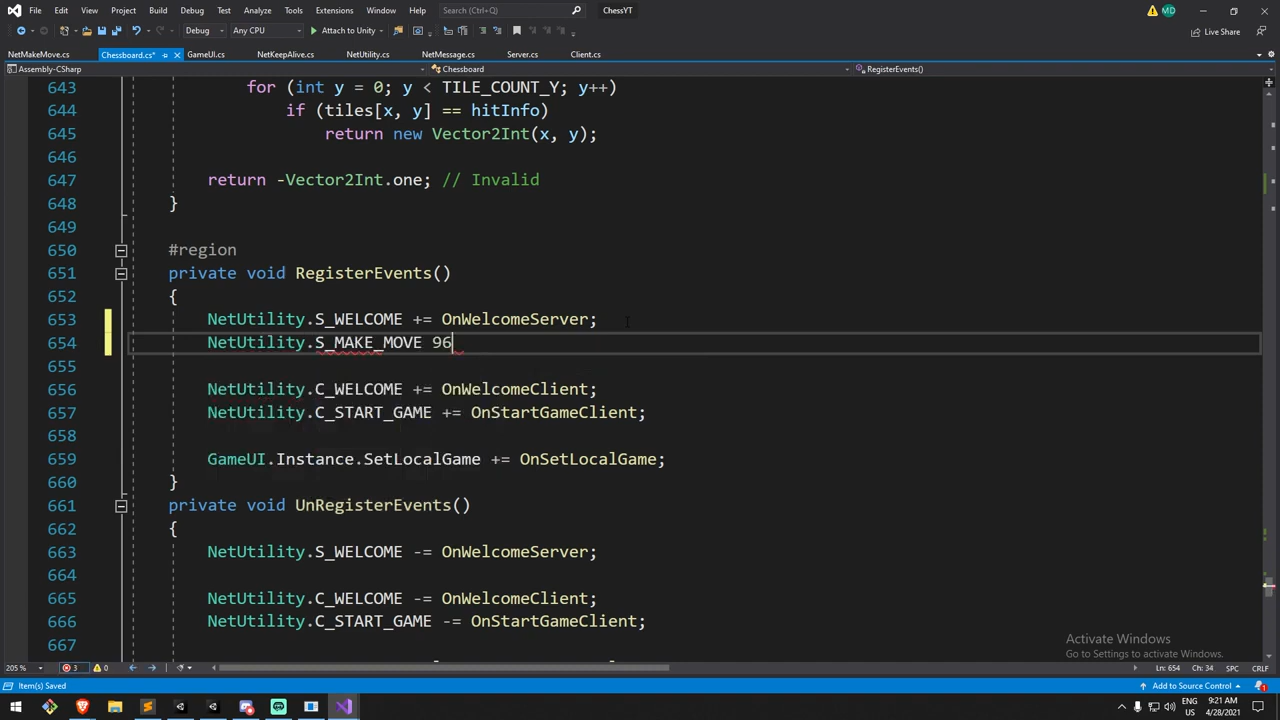 File Edit View Project Build Debug Test Analyze Tools Extensions Window Help Search (Ctrl+Q) ChessYT MD
Debug Any CPU Attach to Unity Live Share
NetMakeMove.cs Chessboard.cs* GameUI.cs NetKeepAlive.cs NetUtility.cs NetMessage.cs Server.cs Client.cs
Assembly-CSharp Chessboard RegisterEvents()
643 for (int y = 0; y < TILE_COUNT_Y; y++)
644 if (tiles[x, y] == hitInfo)
645 return new Vector2Int(x, y);
646
647 return -Vector2Int.one; // Invalid
648 }
649
650 #region
651 private void RegisterEvents()
652 {
653 NetUtility.S_WELCOME += OnWelcomeServer;
654 NetUtility.S_MAKE_MOVE 96
655
656 NetUtility.C_WELCOME += OnWelcomeClient;
657 NetUtility.C_START_GAME += OnStartGameClient;
658
659 GameUI.Instance.SetLocalGame += OnSetLocalGame;
660 }
661 private void UnRegisterEvents()
662 {
663 NetUtility.S_WELCOME -= OnWelcomeServer;
664
665 NetUtility.C_WELCOME -= OnWelcomeClient;
666 NetUtility.C_START_GAME -= OnStartGameClient;
667
Activate Windows
Go to Settings to activate Windows.
205 % 3 0 Ln: 654 Ch: 34 SPC CRLF
Item(s) Saved Add to Source Control 1
ENG 9:21 AM
US 4/28/2021